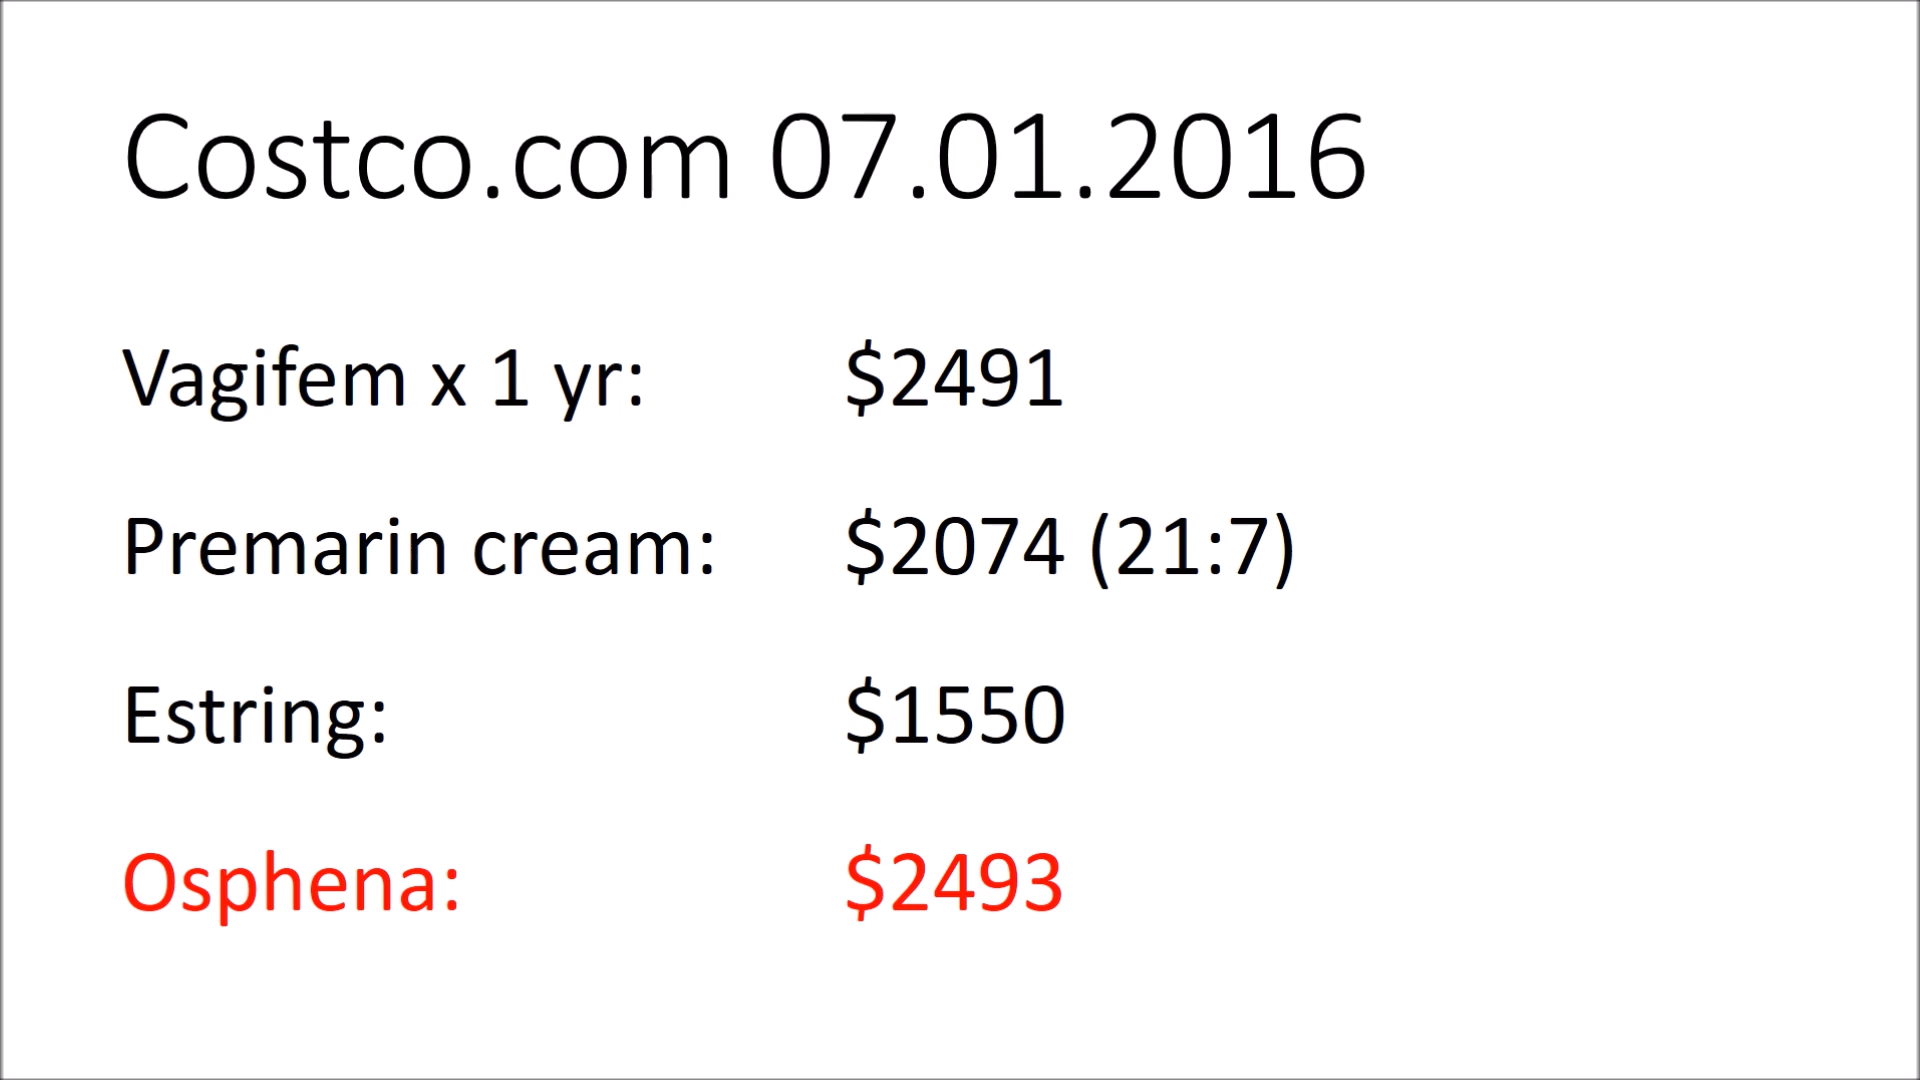 Costco.com 07.01.2016
Vagifem x 1 yr: $2491
Premarin cream: $2074 (21:7)
Estring: $1550
Osphena: $2493